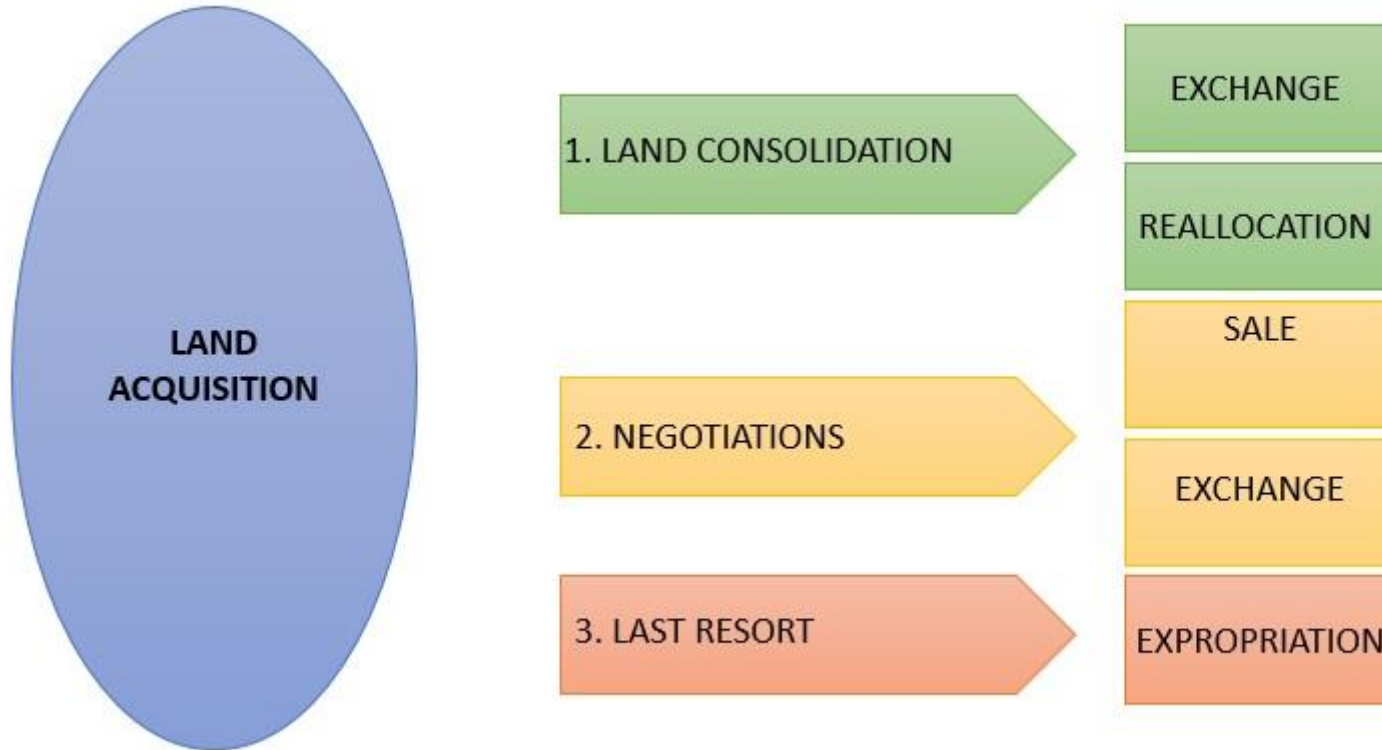 LAND
ACQUISITION
1. LAND CONSOLIDATION
EXCHANGE
REALLOCATION
2. NEGOTIATIONS
SALE
EXCHANGE
3. LAST RESORT
EXPROPRIATION